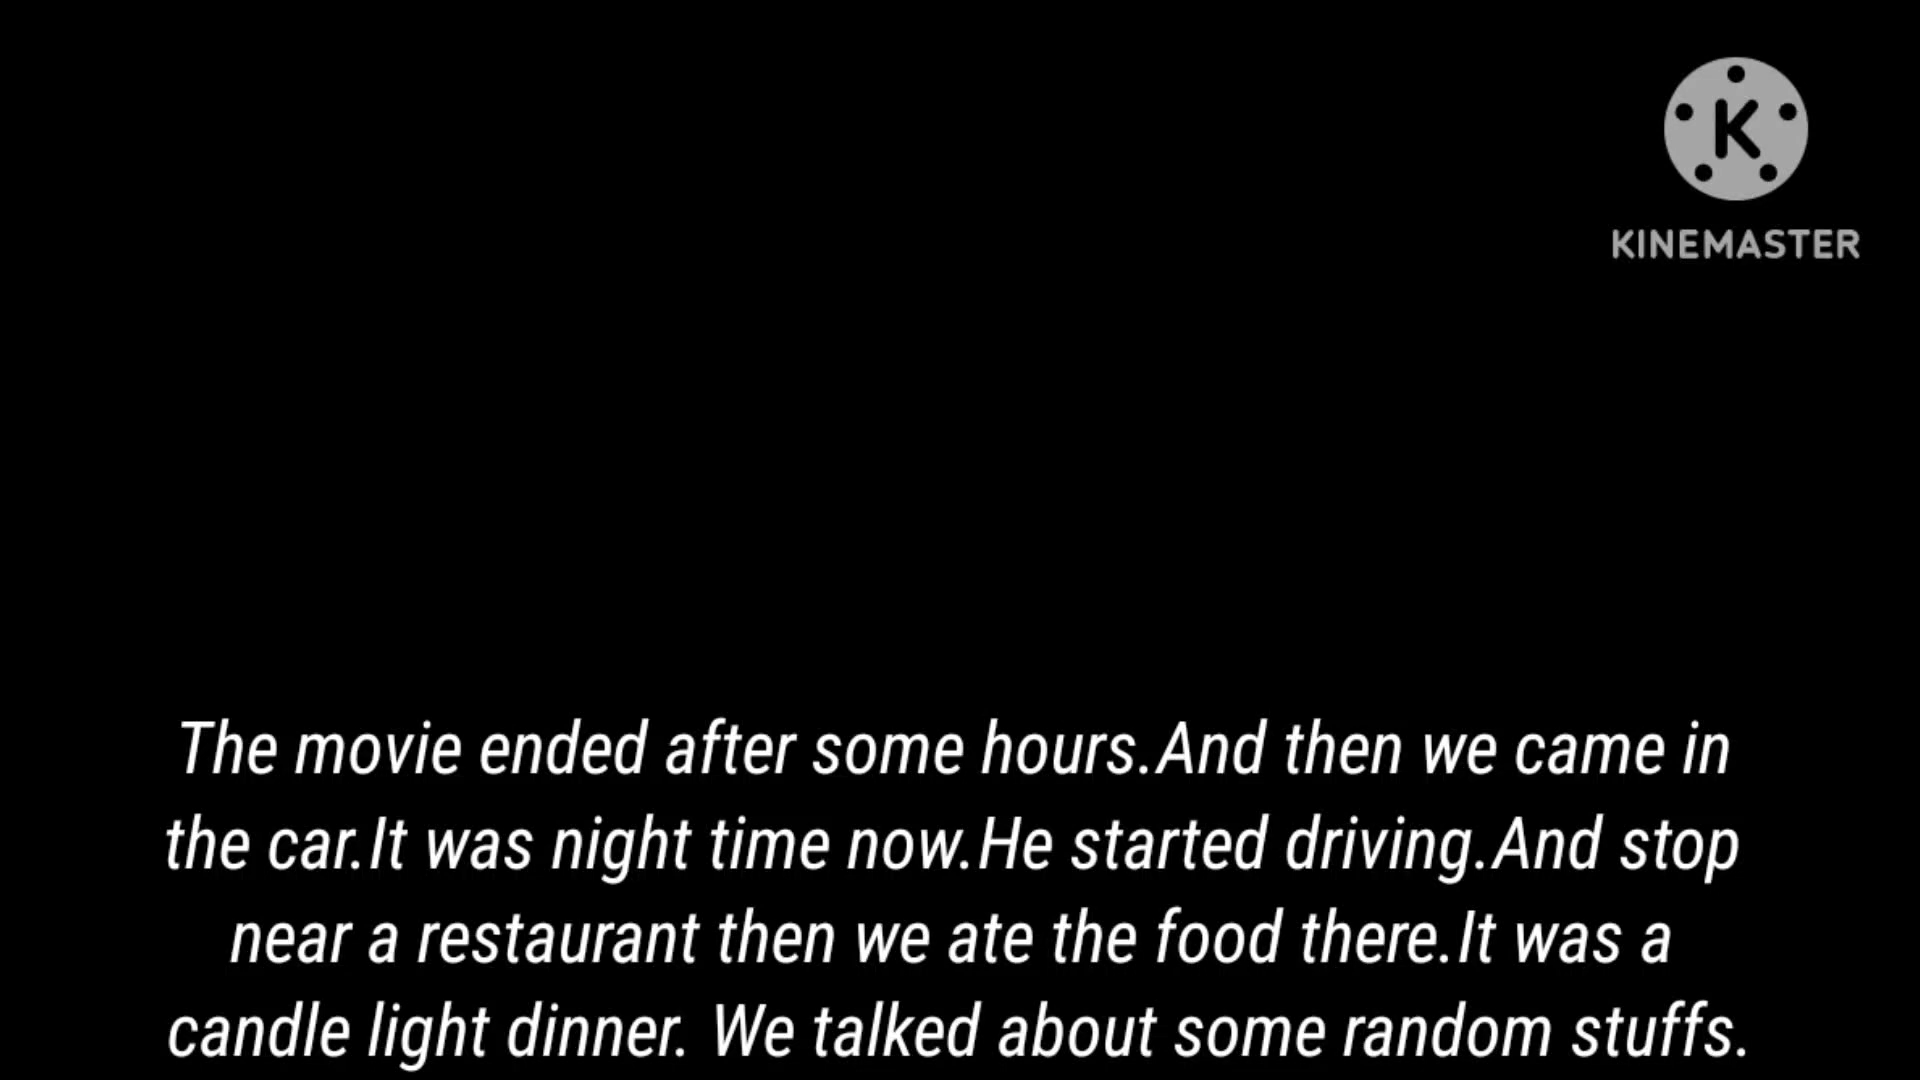 K
KINEMASTER
The movie ended after some hours.And then we came in
the car.It was night time now.He started driving.And stop
near a restaurant then we ate the food there.It was a
candle light dinner. We talked about some random stuffs.